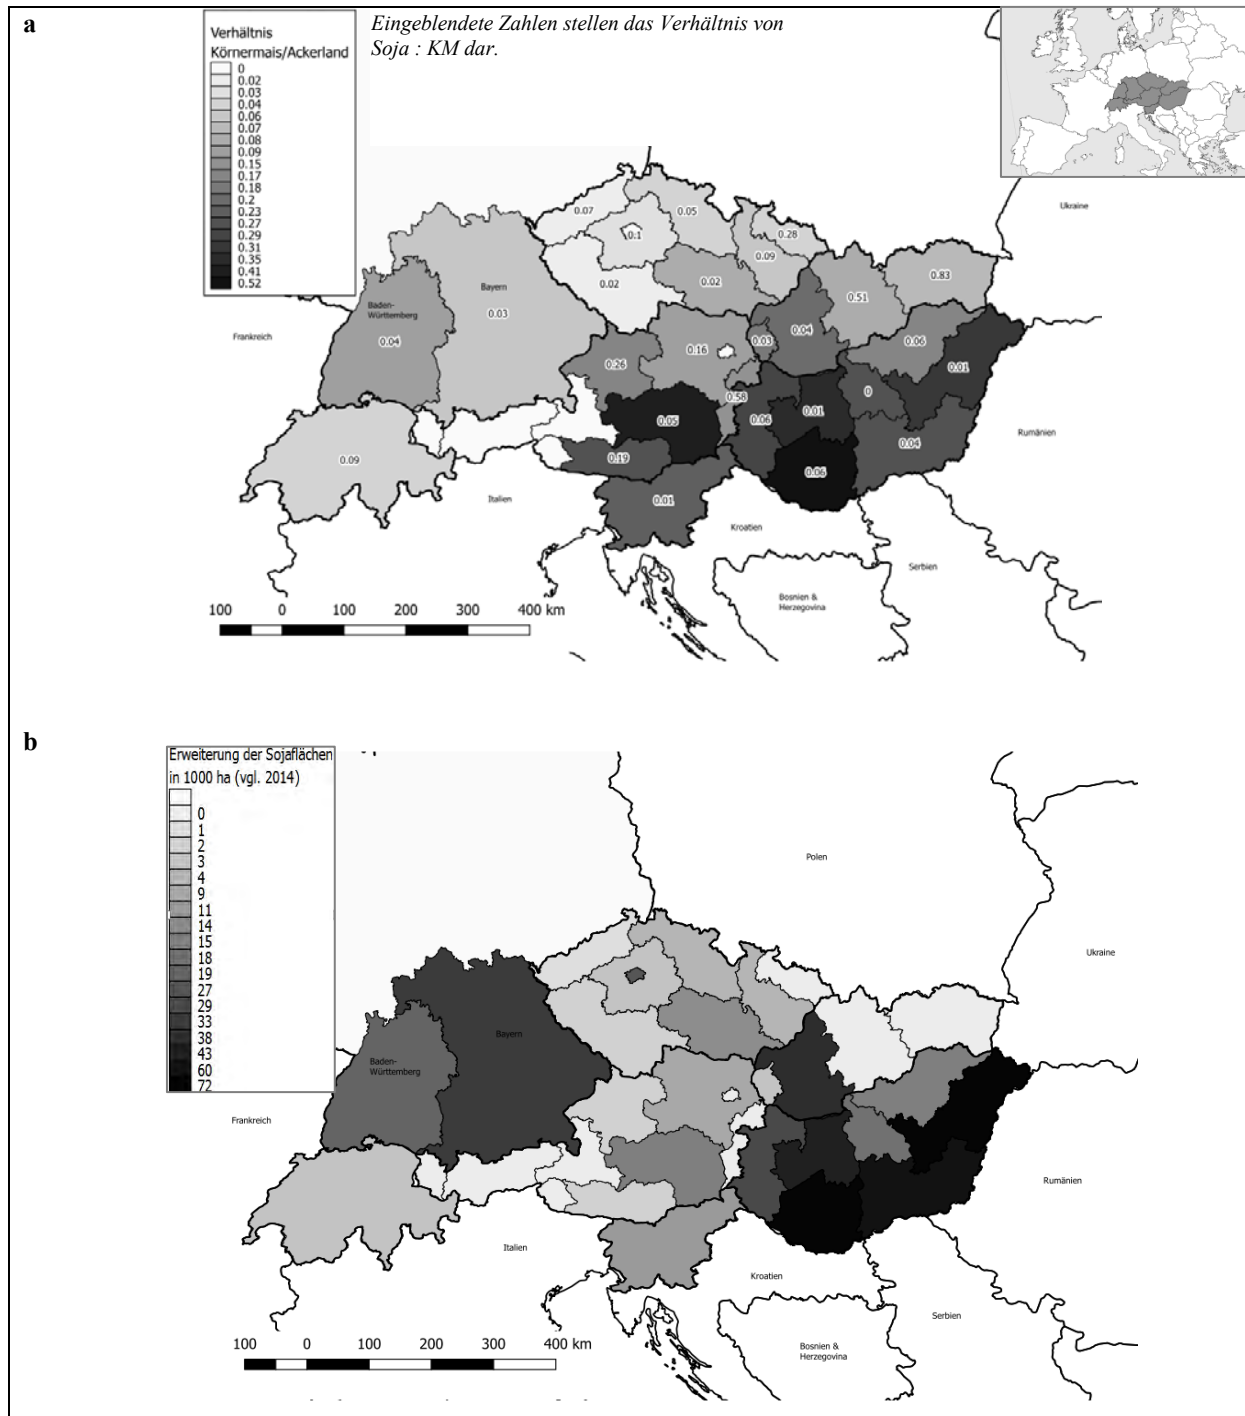 a
Eingeblendete Zahlen stellen das Verhältnis von
Soja : KM dar.
Verhältnis
Körnermais/Ackerland
0
0.02
0.03
0.04
0.06
0.07
0.08
0.09
0.15
0.17
0.18
0.2
0.23
0.27
0.29
0.31
0.35
0.41
0.52
Ukraine
0.07
0.05
0.1
0.28
0.09
0.02
0.02
0.83
0.51
Bayern
0.03
Baden-
Württemberg
0.04
Frankreich
0.04
0.03
0.06
0.16
0.26
0.01
0
0.58
0.05
0.06
0.01
0.04
Rumänien
0.19
0.09
0.06
Italien
0.01
Kroatien
Serbien
Bosnien &
Herzegovina
100 0 100 200 300 400 km
b
Erweiterung der Sojaflächen
in 1000 ha (vgl. 2014)
0
1
2
3
4
9
11
14
15
18
19
27
29
33
38
43
60
72
Polen
Ukraine
Bayern
Baden-
Württemberg
Frankreich
Rumänien
Italien
Kroatien
Serbien
Bosnien &
Herzegovina
100 0 100 200 300 400 km